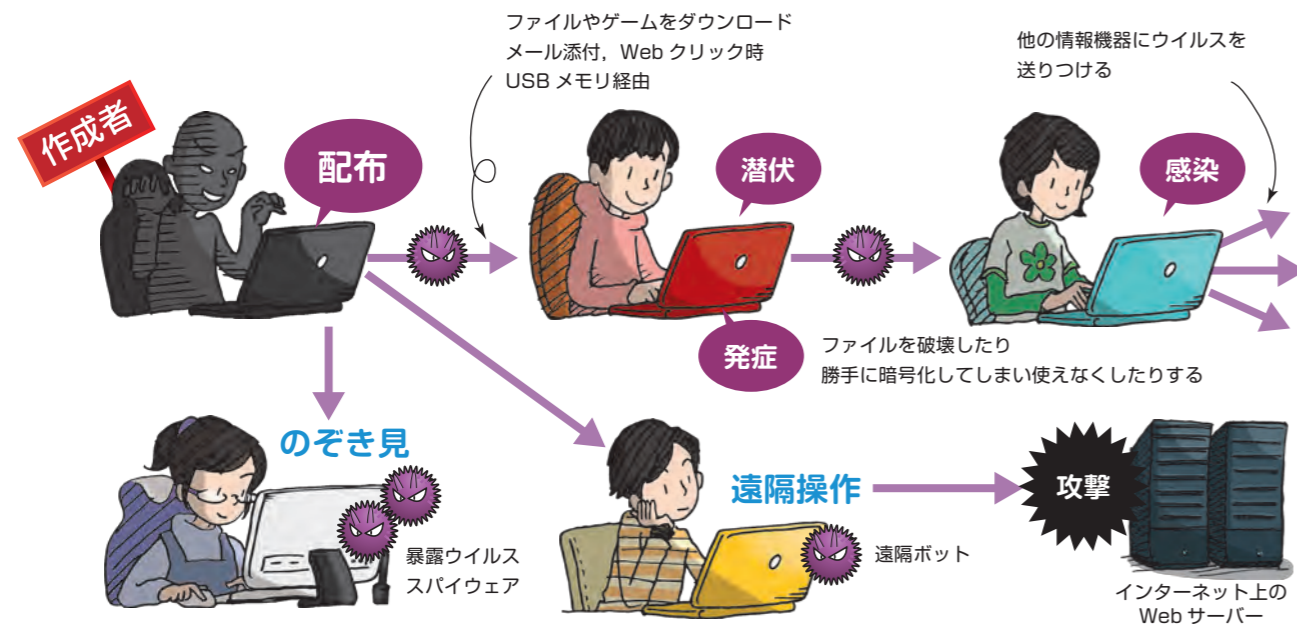 ファイルやゲームをダウンロード
メール添付，Web クリック時
USB メモリ経由
他の情報機器にウイルスを
送りつける
作成者
配布
潜伏
感染
発症
ファイルを破壊したり
勝手に暗号化してしまい使えなくしたりする
のぞき見
暴露ウイルス
スパイウェア
遠隔操作
遠隔ボット
攻撃
インターネット上の
Web サーバー